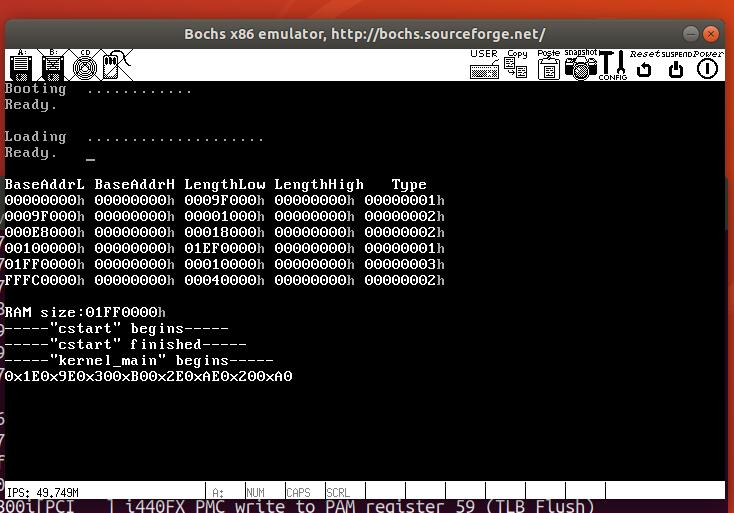 Bochs x86 emulator, http://bochs.sourceforge.net/
A: B: CD USER Copy Paste snapshot CONFIG Reset SUSPEND Power
Booting ............
Ready.
Loading ....................
Ready. _
BaseAddrL BaseAddrH LengthLow LengthHigh Type
00000000h 00000000h 0009F000h 00000000h 00000001h
0009F000h 00000000h 00001000h 00000000h 00000002h
000E8000h 00000000h 00018000h 00000000h 00000002h
00100000h 00000000h 01EF0000h 00000000h 00000001h
01FF0000h 00000000h 00010000h 00000000h 00000003h
FFFC0000h 00000000h 00040000h 00000000h 00000002h
RAM size:01FF0000h
-----"cstart" begins-----
-----"cstart" finished-----
-----"kernel_main" begins-----
0x1E0x9E0x300xB00x2E0xAE0x200xA0
IPS: 49.749M A: NUM CAPS SCRL
00i[PCI ] i440FX PMC write to PAM register 59 (TLB Flush)